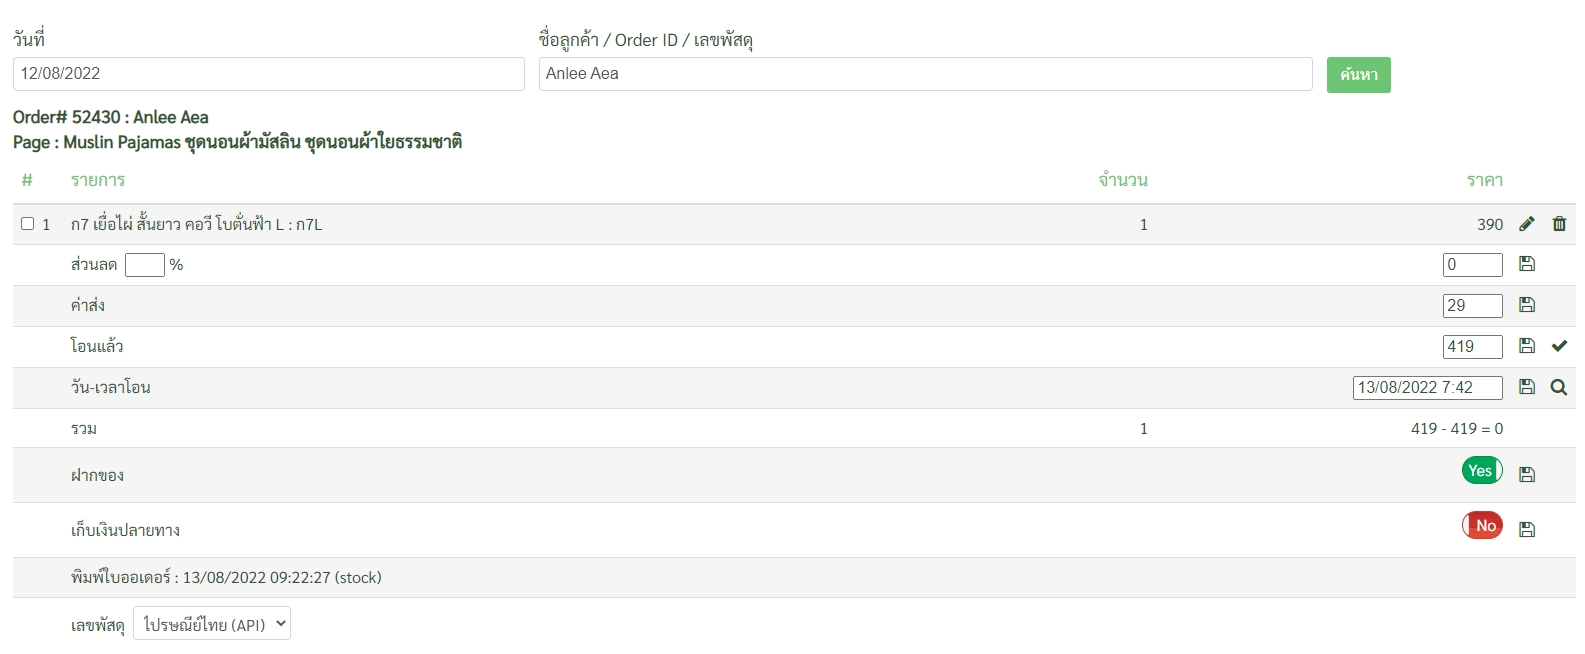 วันที่
ชื่อลูกค้า / Order ID / เลขพัสดุ
12/08/2022
Anlee Aea
ค้นหา
Order# 52430 : Anlee Aea
Page : Muslin Pajamas ชุดนอนผ้ามัสลิน ชุดนอนผ้าใยธรรมชาติ
# รายการ จำนวน ราคา
1 ก7 เยื่อไผ่ สั้นยาว คอวี โบตั่นฟ้า L : ก7L 1 390
ส่วนลด % 0
ค่าส่ง 29
โอนแล้ว 419
วัน-เวลาโอน 13/08/2022 7:42
รวม 1 419 - 419 = 0
ฝากของ Yes
เก็บเงินปลายทาง No
พิมพ์ใบออเดอร์ : 13/08/2022 09:22:27 (stock)
เลขพัสดุ ไปรษณีย์ไทย (API)